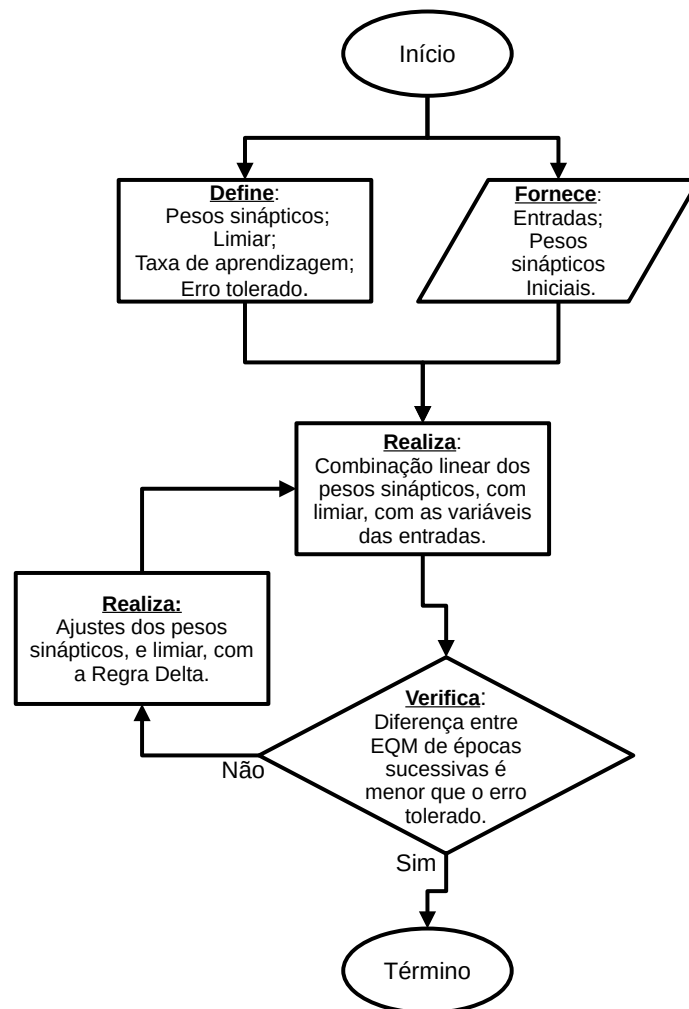 Início
Define:
Pesos sinápticos;
Limiar;
Taxa de aprendizagem;
Erro tolerado.
Fornece:
Entradas;
Pesos
sinápticos
Iniciais.
Realiza:
Combinação linear dos
pesos sinápticos, com
limiar, com as variáveis
das entradas.
Realiza:
Ajustes dos pesos
sinápticos, e limiar, com
a Regra Delta.
Verifica:
Diferença entre
EQM de épocas
sucessivas é
menor que o erro
tolerado.
Não
Sim
Término